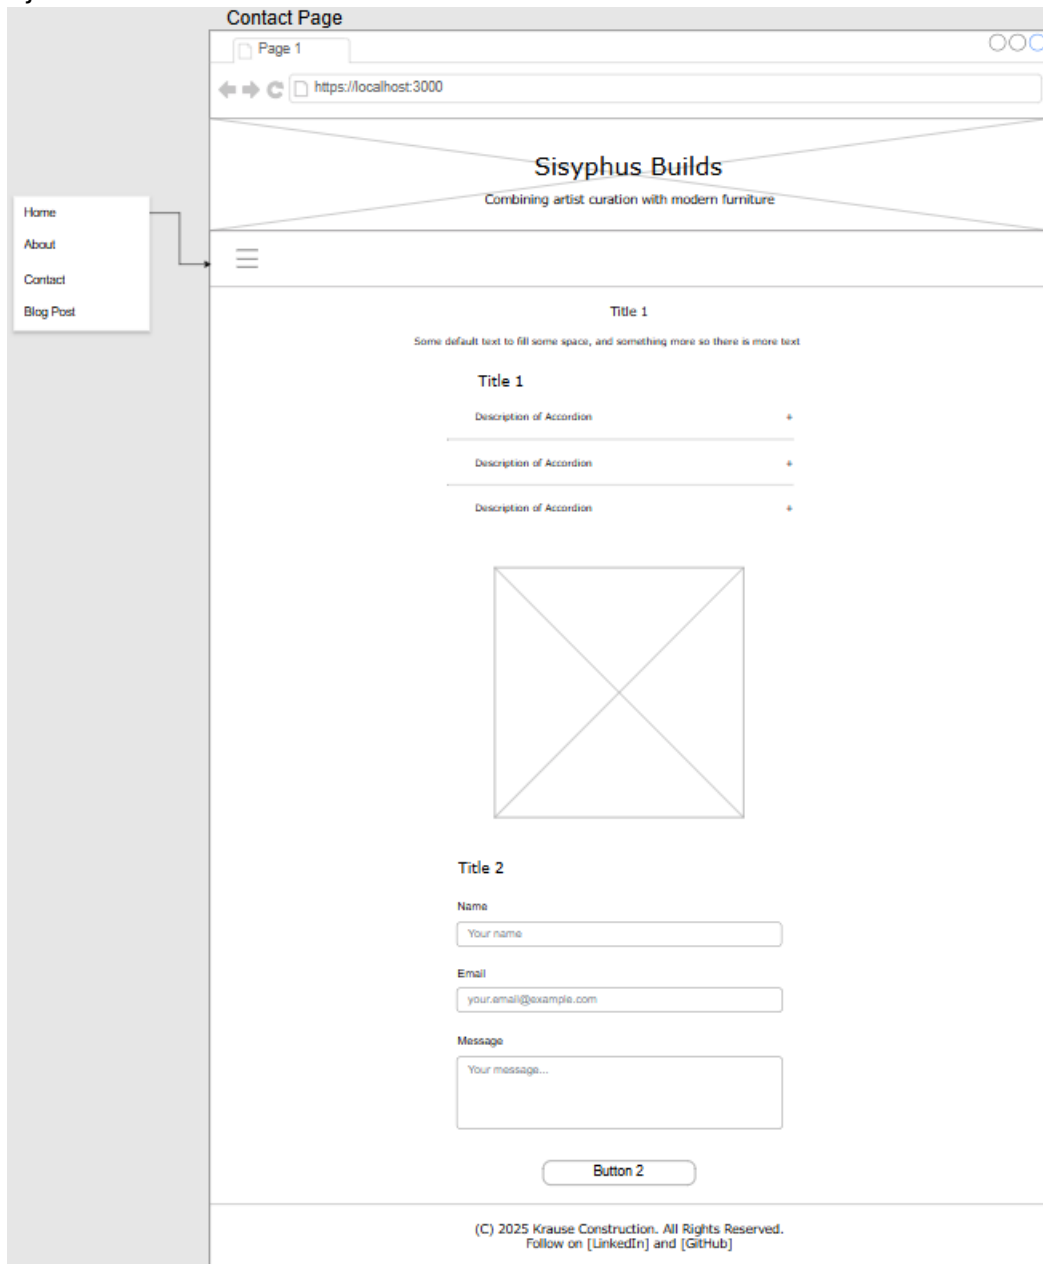 Contact Page
Page 1
https://localhost:3000
Sisyphus Builds
Combining artist curation with modern furniture
Home
About
Contact
Blog Post
Title 1
Some default text to fill some space, and something more so there is more text
Title 1
Description of Accordion +
Description of Accordion +
Description of Accordion +
Title 2
Name
Your name
Email
your.email@example.com
Message
Your message...
Button 2
(C) 2025 Krause Construction. All Rights Reserved.
Follow on [LinkedIn] and [GitHub]